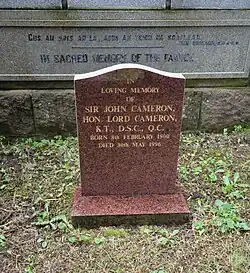 IN SACRED MEMORY OF THE FAMILY
IN
LOVING MEMORY
OF
SIR JOHN CAMERON,
HON. LORD CAMERON,
K.T., D.S.C., Q.C.
BORN 8TH FEBRUARY 1900
DIED 30TH MAY 1996